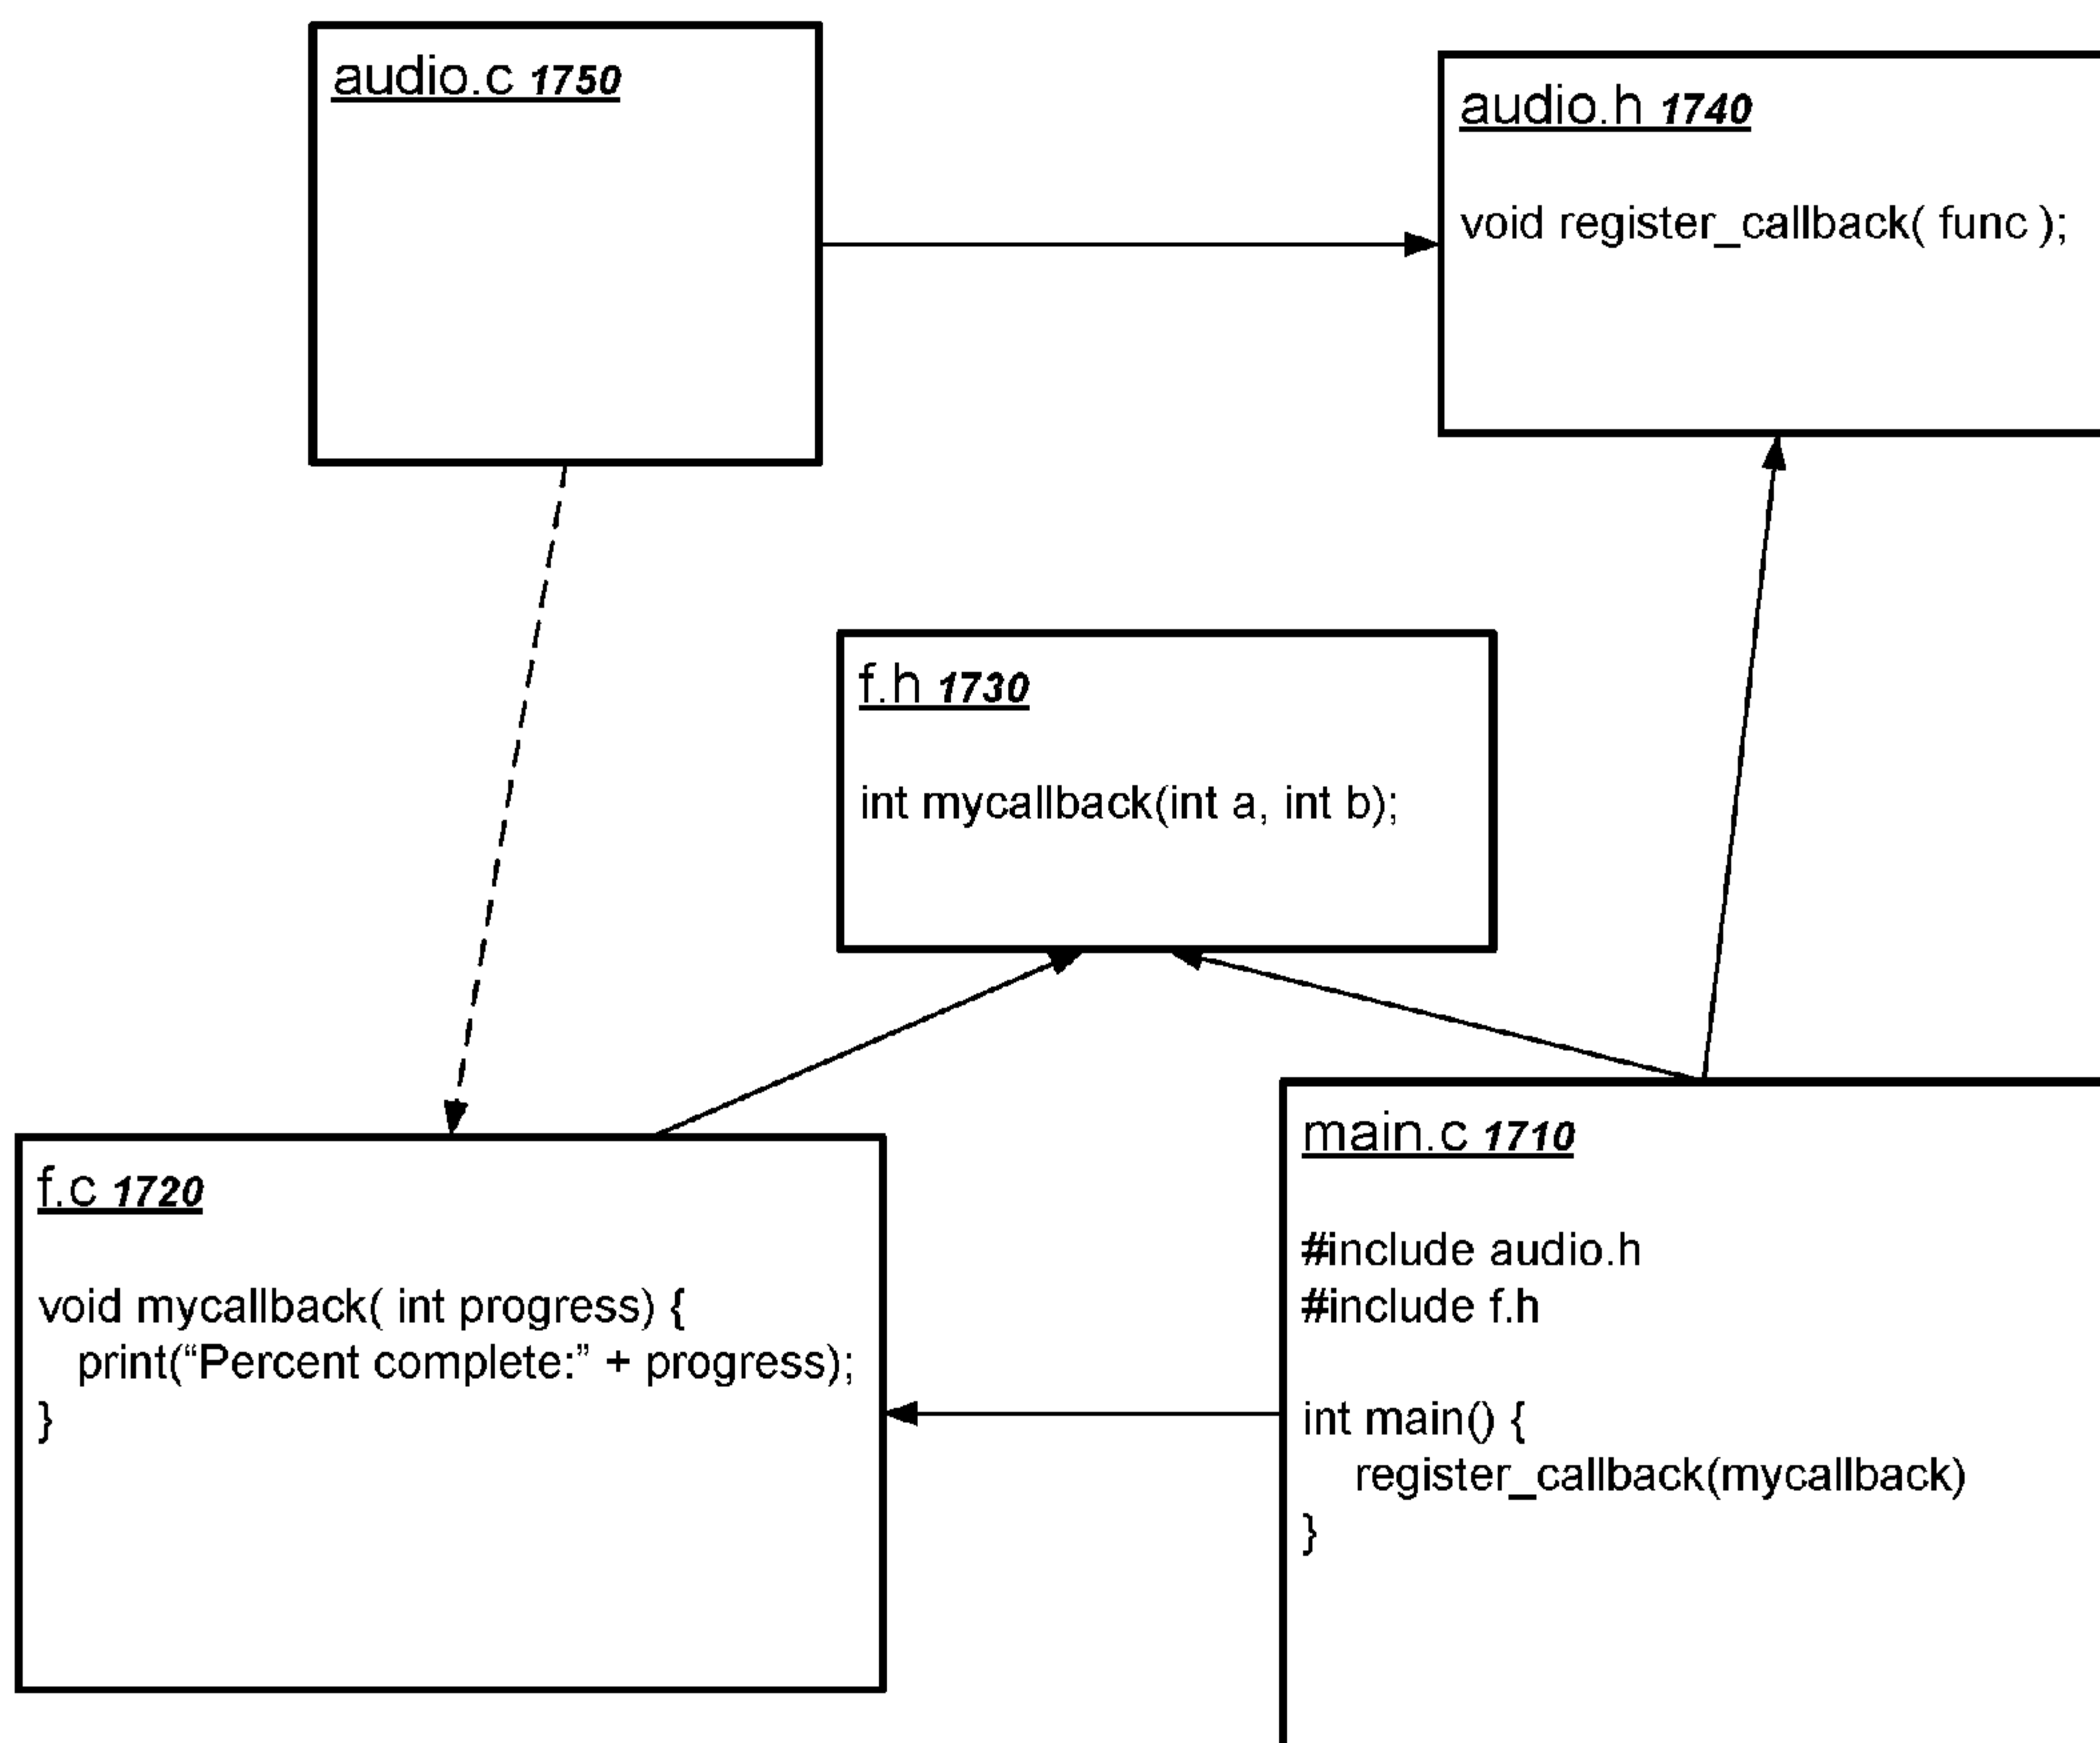 audio.c 1750
audio.h 1740
void register_callback( func );
f.h 1730
int mycallback(int a, int b);
f.c 1720
void mycallback( int progress) {
print(“Percent complete:” + progress);
}
main.c 1710
#include audio.h
#include f.h
int main() {
register_callback(mycallback)
}